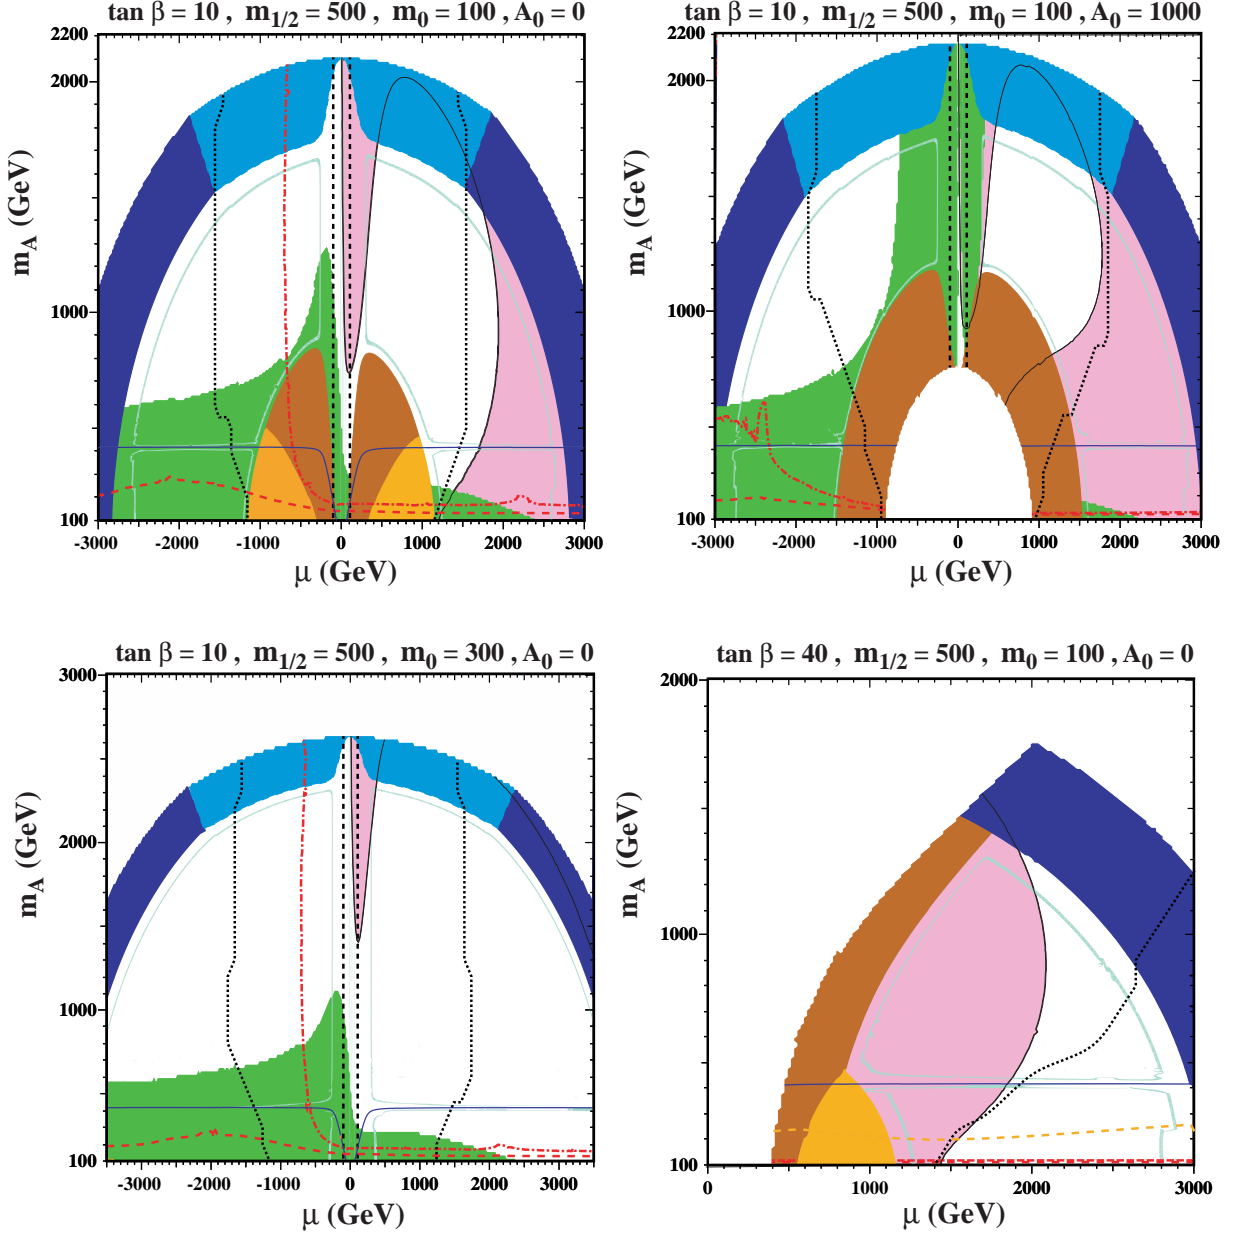 tan β = 10 , m1/2 = 500 , m0 = 100 , A0 = 0
2200
2000
1000
100
mA (GeV)
-3000 -2000 -1000 0 1000 2000 3000
μ (GeV)
tan β = 10 , m1/2 = 500 , m0 = 100 , A0 = 1000
2200
2000
1000
100
mA (GeV)
-3000 -2000 -1000 0 1000 2000 3000
μ (GeV)
tan β = 10 , m1/2 = 500 , m0 = 300 , A0 = 0
3000
2000
1000
100
mA (GeV)
-3000 -2000 -1000 0 1000 2000 3000
μ (GeV)
tan β = 40 , m1/2 = 500 , m0 = 100 , A0 = 0
2000
1000
100
mA (GeV)
0 1000 2000 3000
μ (GeV)